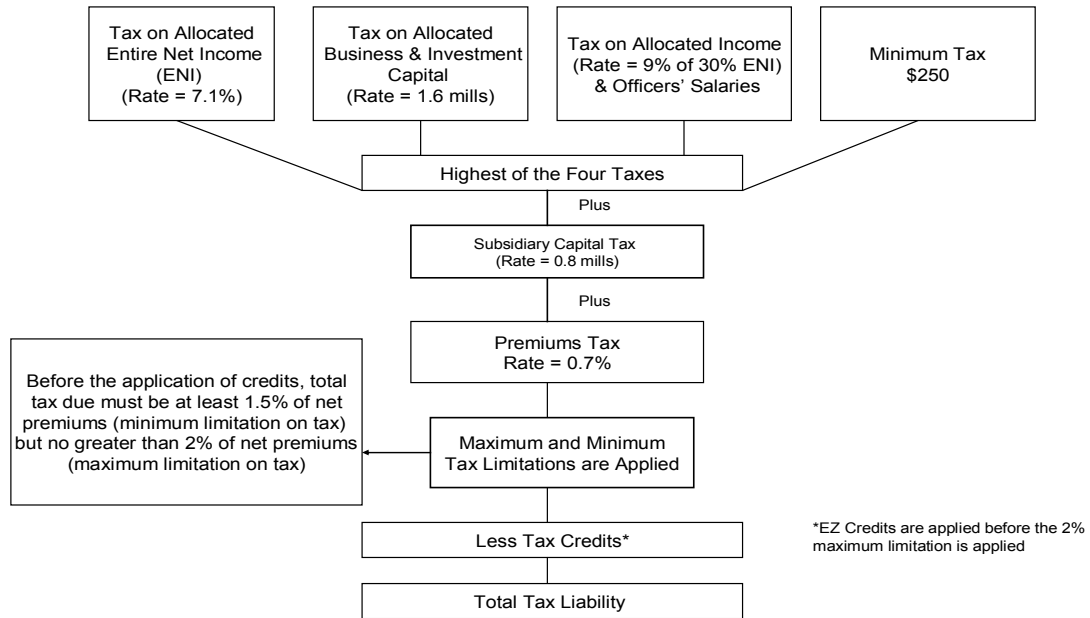 Tax on Allocated
Entire Net Income
(ENI)
(Rate = 7.1%)
Tax on Allocated
Business & Investment
Capital
(Rate = 1.6 mills)
Tax on Allocated Income
(Rate = 9% of 30% ENI)
& Officers’ Salaries
Minimum Tax
$250
Highest of the Four Taxes
Plus
Subsidiary Capital Tax
(Rate = 0.8 mills)
Plus
Premiums Tax
Rate = 0.7%
Before the application of credits, total
tax due must be at least 1.5% of net
premiums (minimum limitation on tax)
but no greater than 2% of net premiums
(maximum limitation on tax)
Maximum and Minimum
Tax Limitations are Applied
Less Tax Credits*
*EZ Credits are applied before the 2%
maximum limitation is applied
Total Tax Liability